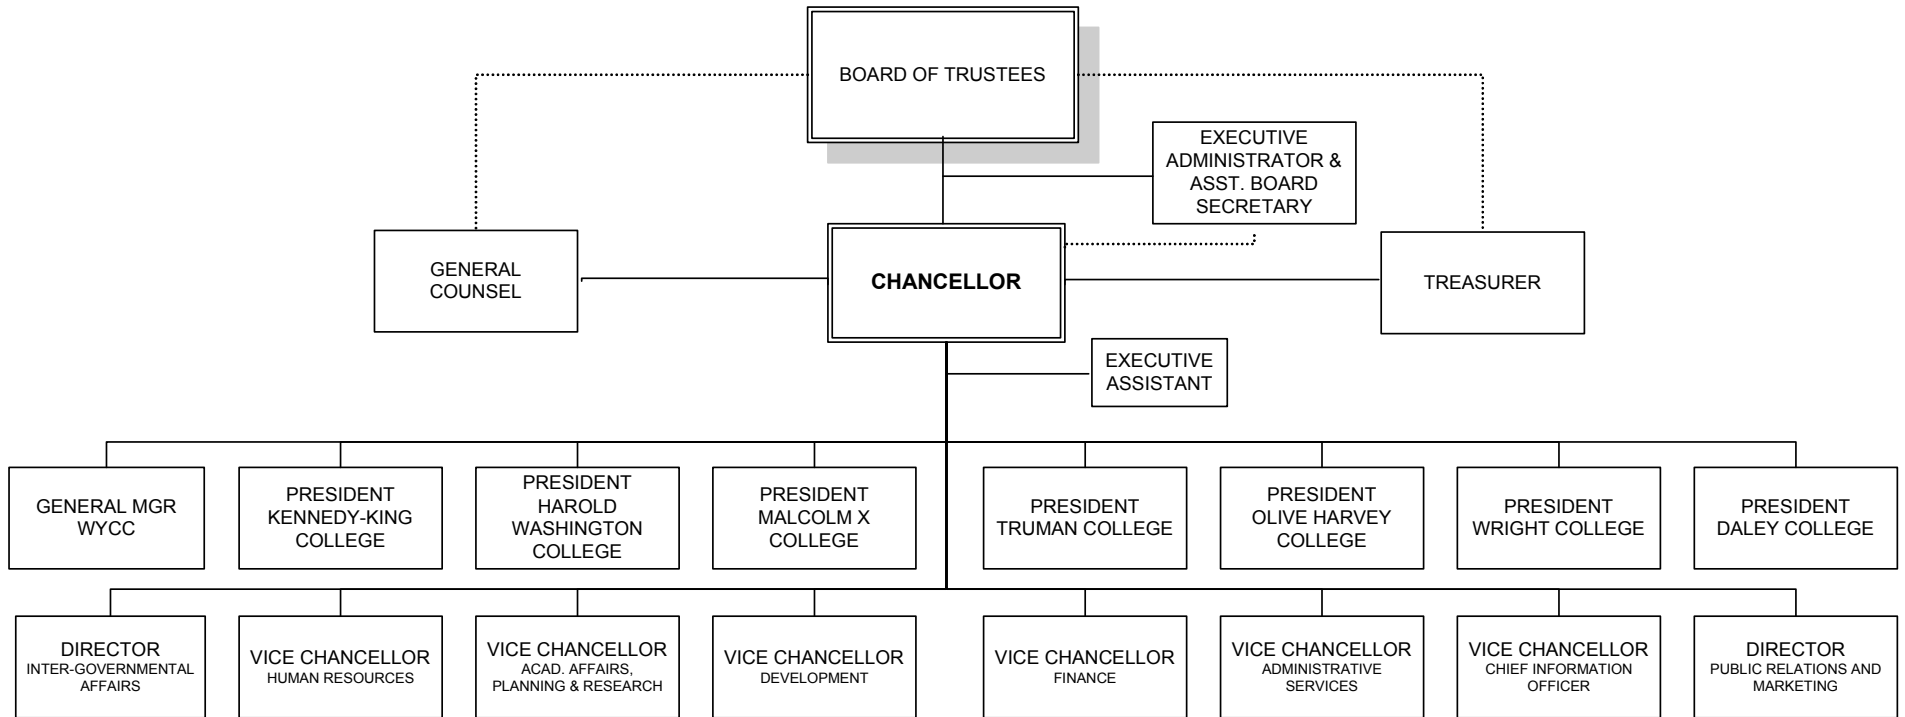 BOARD OF TRUSTEES
EXECUTIVE
ADMINISTRATOR &
ASST. BOARD
SECRETARY
GENERAL
COUNSEL
CHANCELLOR
TREASURER
EXECUTIVE
ASSISTANT
GENERAL MGR
WYCC
PRESIDENT
KENNEDY-KING
COLLEGE
PRESIDENT
HAROLD
WASHINGTON
COLLEGE
PRESIDENT
MALCOLM X
COLLEGE
PRESIDENT
TRUMAN COLLEGE
PRESIDENT
OLIVE HARVEY
COLLEGE
PRESIDENT
WRIGHT COLLEGE
PRESIDENT
DALEY COLLEGE
DIRECTOR
INTER-GOVERNMENTAL
AFFAIRS
VICE CHANCELLOR
HUMAN RESOURCES
VICE CHANCELLOR
ACAD. AFFAIRS,
PLANNING & RESEARCH
VICE CHANCELLOR
DEVELOPMENT
VICE CHANCELLOR
FINANCE
VICE CHANCELLOR
ADMINISTRATIVE
SERVICES
VICE CHANCELLOR
CHIEF INFORMATION
OFFICER
DIRECTOR
PUBLIC RELATIONS AND
MARKETING